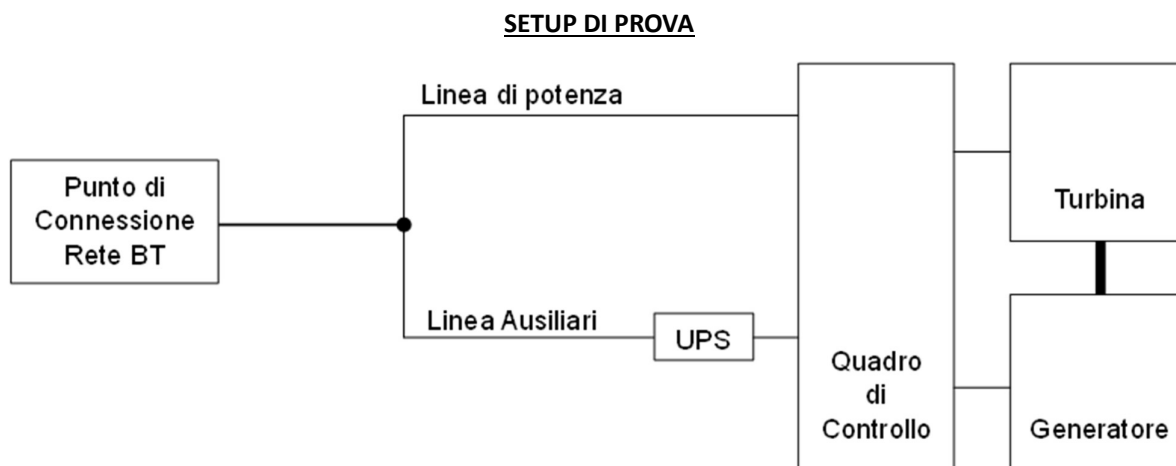 SETUP DI PROVA
Linea di potenza
Punto di
Connessione
Rete BT
Turbina
Linea Ausiliari
UPS
Quadro
di
Controllo
Generatore